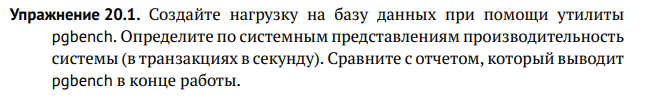 Упражнение 20.1. Создайте нагрузку на базу данных при помощи утилиты
pgbench. Определите по системным представлениям производительность
системы (в транзакциях в секунду). Сравните с отчетом, который выводит
pgbench в конце работы.